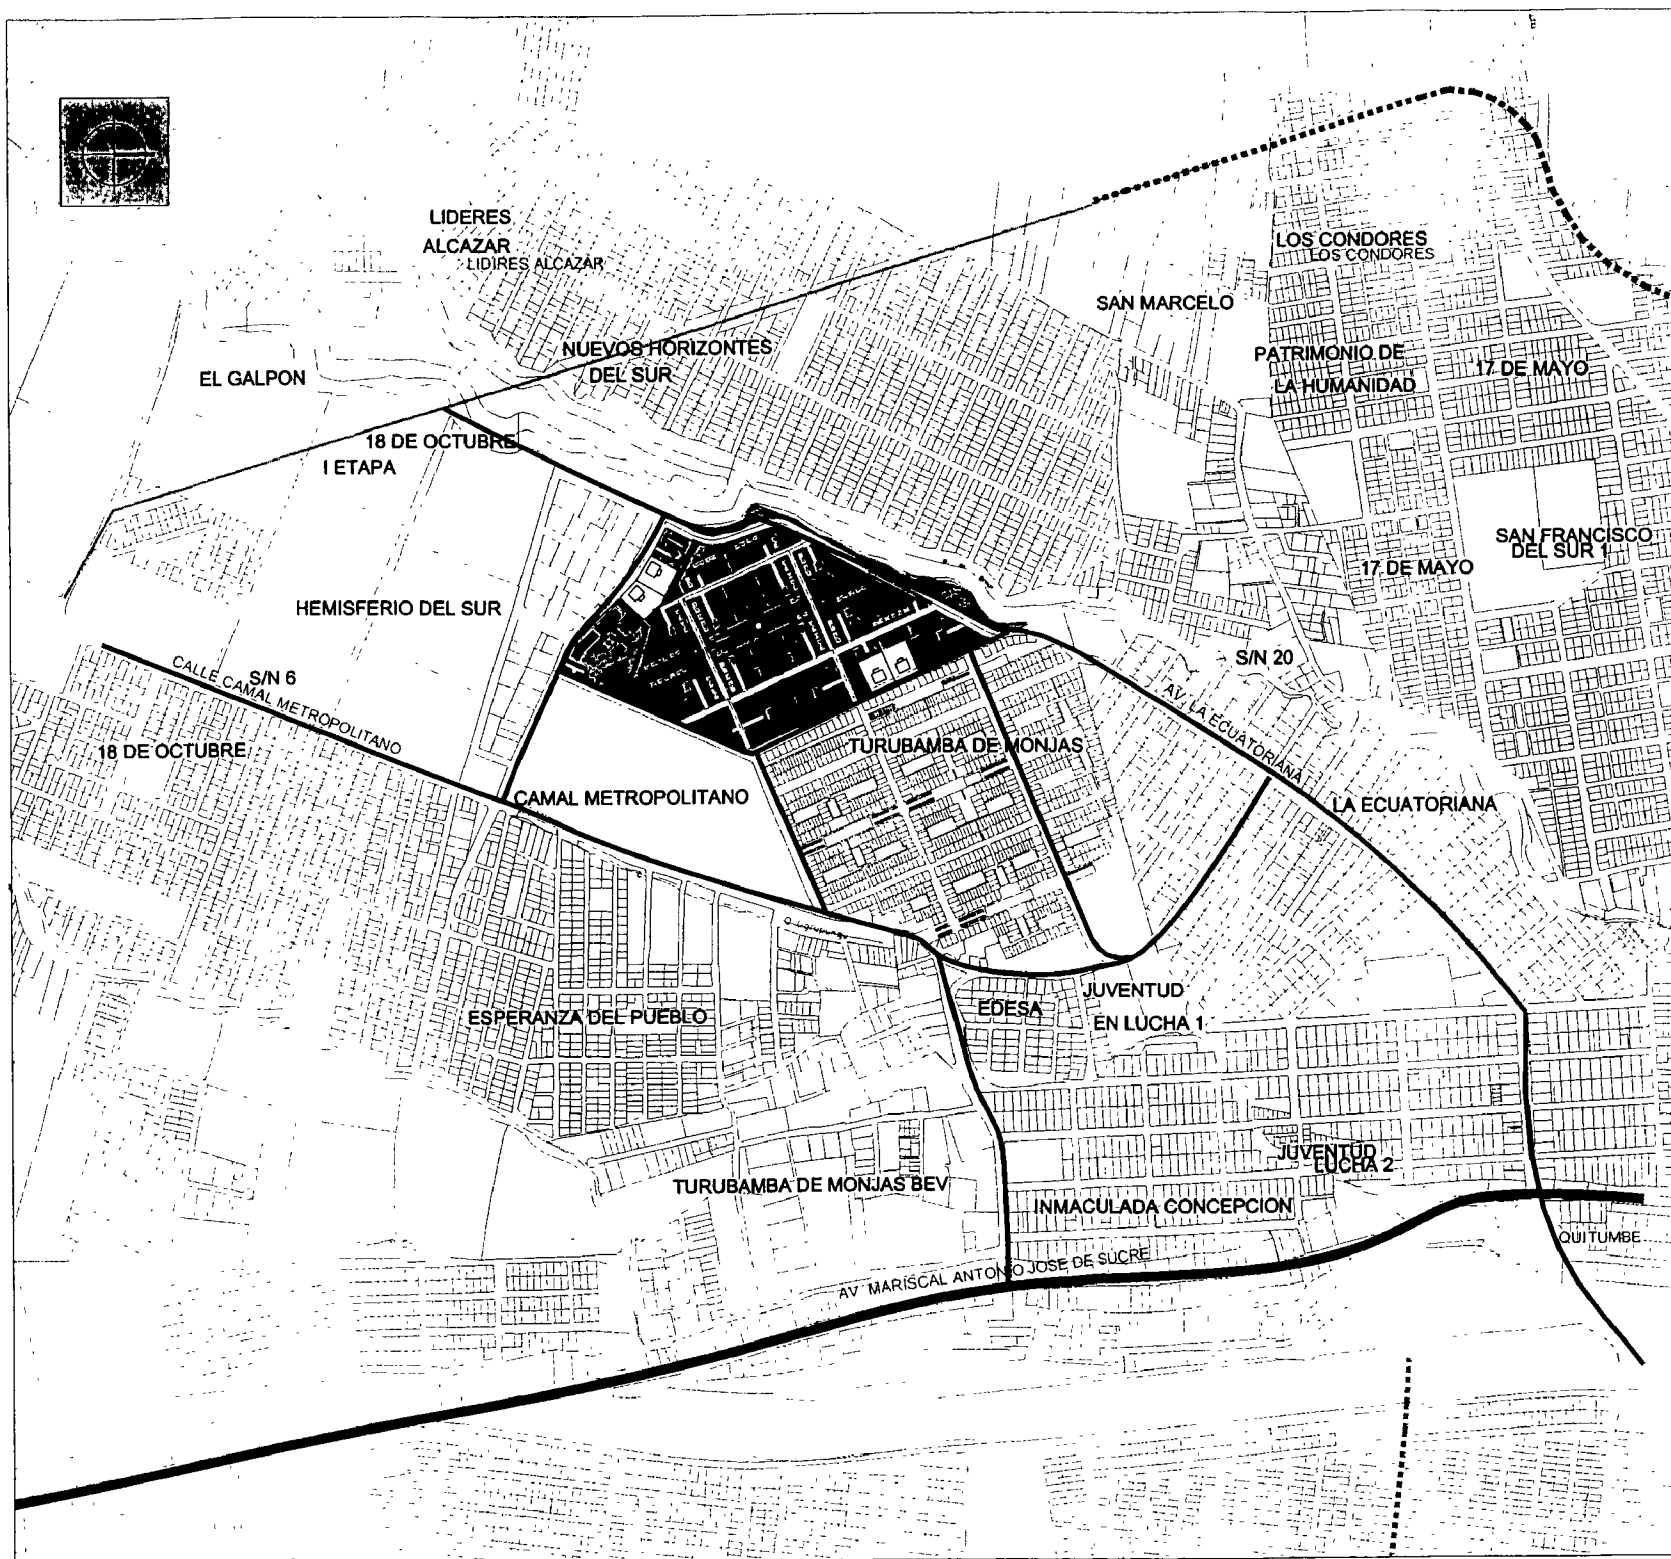 LIDERES
ALCAZAR
LIDIRES ALCAZAR
LOS CONDORES
LOS CONDORES
SAN MARCELO
NUEVOS HORIZONTES
DEL SUR
EL GALPON
PATRIMONIO DE
LA HUMANIDAD
17 DE MAYO
18 DE OCTUBRE
I ETAPA
SAN FRANCISCO
DEL SUR 1
17 DE MAYO
HEMISFERIO DEL SUR
S/N 20
S/N 6
CALLE CAMAL METROPOLITANO
AV. LA ECUATORIANA
18 DE OCTUBRE
TURUBAMBA DE MONJAS
CAMAL METROPOLITANO
LA ECUATORIANA
EDESA
JUVENTUD
EN LUCHA 1
ESPERANZA DEL PUEBLO
JUVENTUD
LUCHA 2
TURUBAMBA DE MONJAS BEV
INMACULADA CONCEPCION
QUITUMBE
AV MARISCAL ANTONIO JOSE DE SUCRE